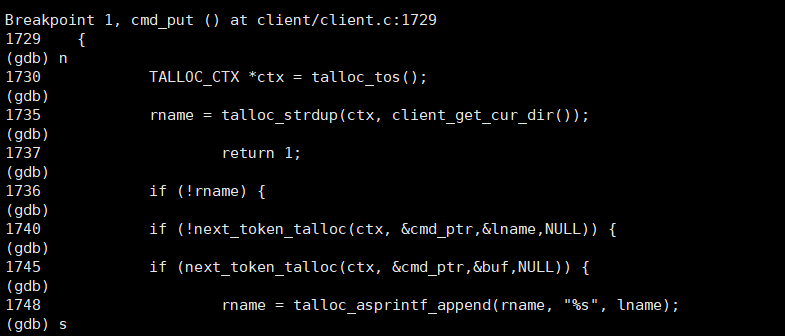 Breakpoint 1, cmd_put () at client/client.c:1729
1729    {
(gdb) n
1730            TALLOC_CTX *ctx = talloc_tos();
(gdb)
1735            rname = talloc_strdup(ctx, client_get_cur_dir());
(gdb)
1737                    return 1;
(gdb)
1736            if (!rname) {
(gdb)
1740            if (!next_token_talloc(ctx, &cmd_ptr,&lname,NULL)) {
(gdb)
1745            if (next_token_talloc(ctx, &cmd_ptr,&buf,NULL)) {
(gdb)
1748                    rname = talloc_asprintf_append(rname, "%s", lname);
(gdb) s